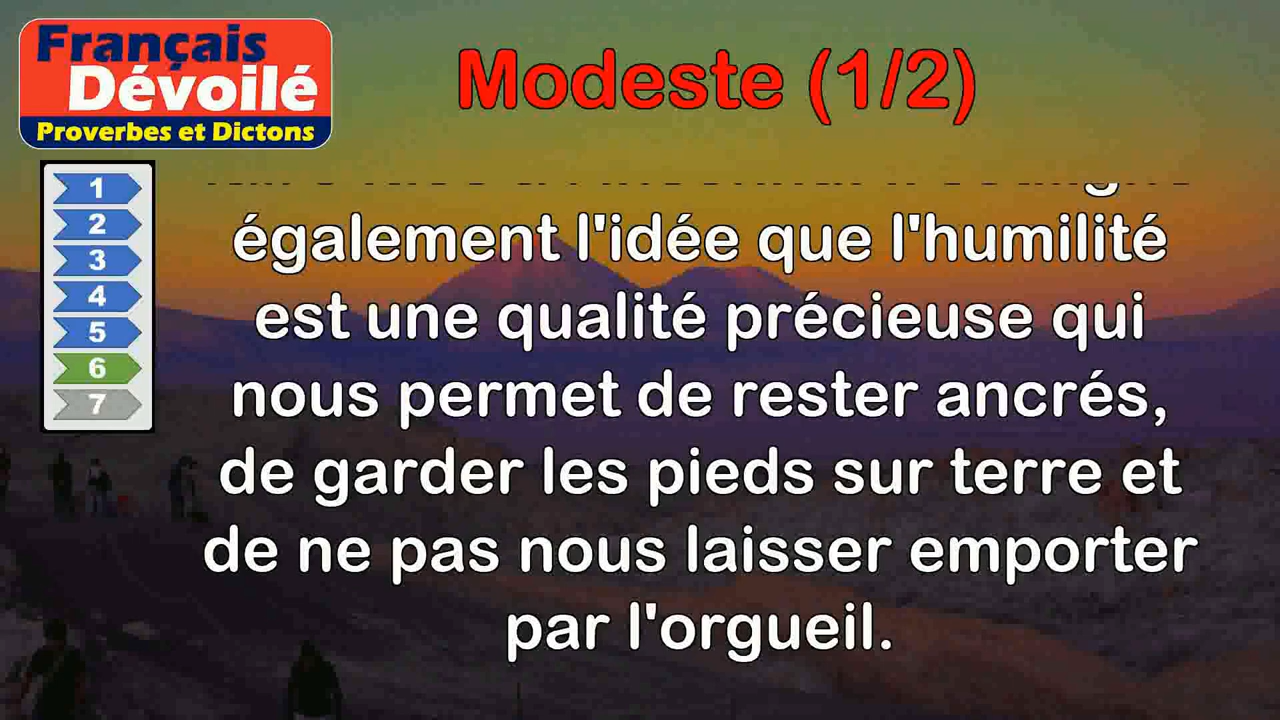 Français
Dévoilé
Proverbes et Dictons
Modeste (1/2)
1
2
3
4
5
6
7
également l'idée que l'humilité
est une qualité précieuse qui
nous permet de rester ancrés,
de garder les pieds sur terre et
de ne pas nous laisser emporter
par l'orgueil.